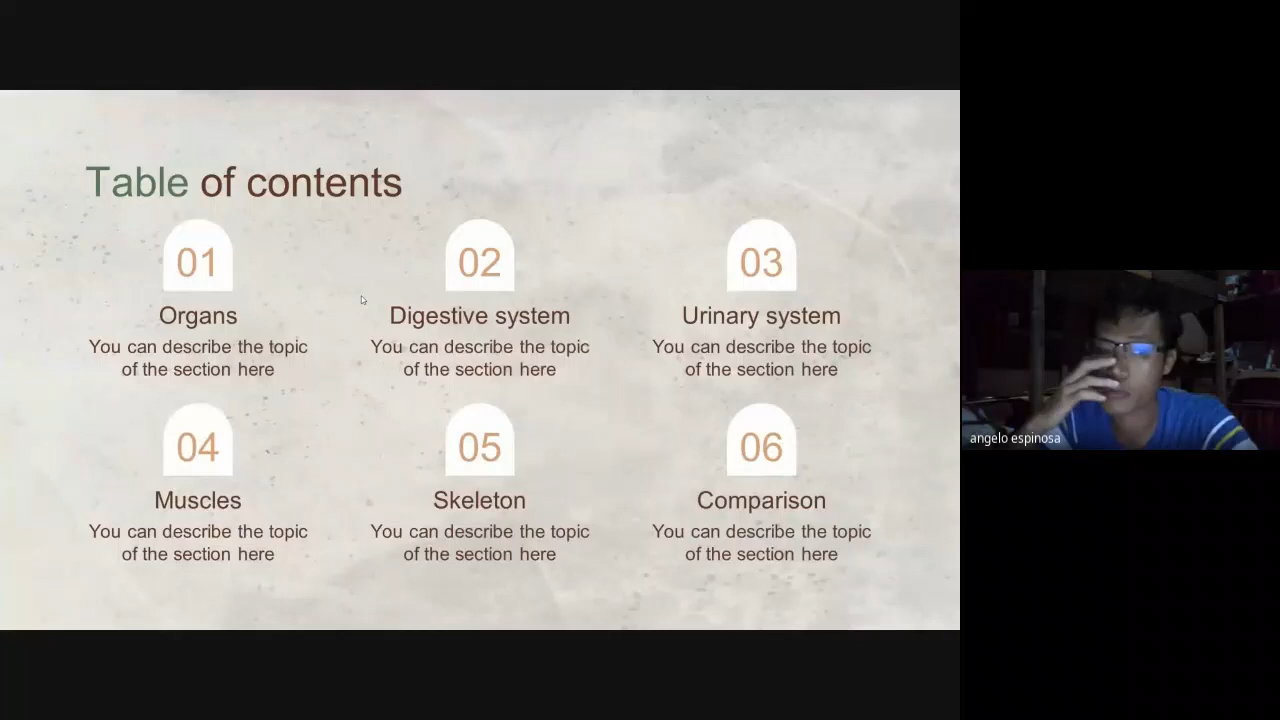 Table of contents
01
02
03
Organs
Digestive system
Urinary system
You can describe the topic
of the section here
You can describe the topic
of the section here
You can describe the topic
of the section here
04
05
06
Muscles
Skeleton
Comparison
You can describe the topic
of the section here
You can describe the topic
of the section here
You can describe the topic
of the section here
angelo espinosa